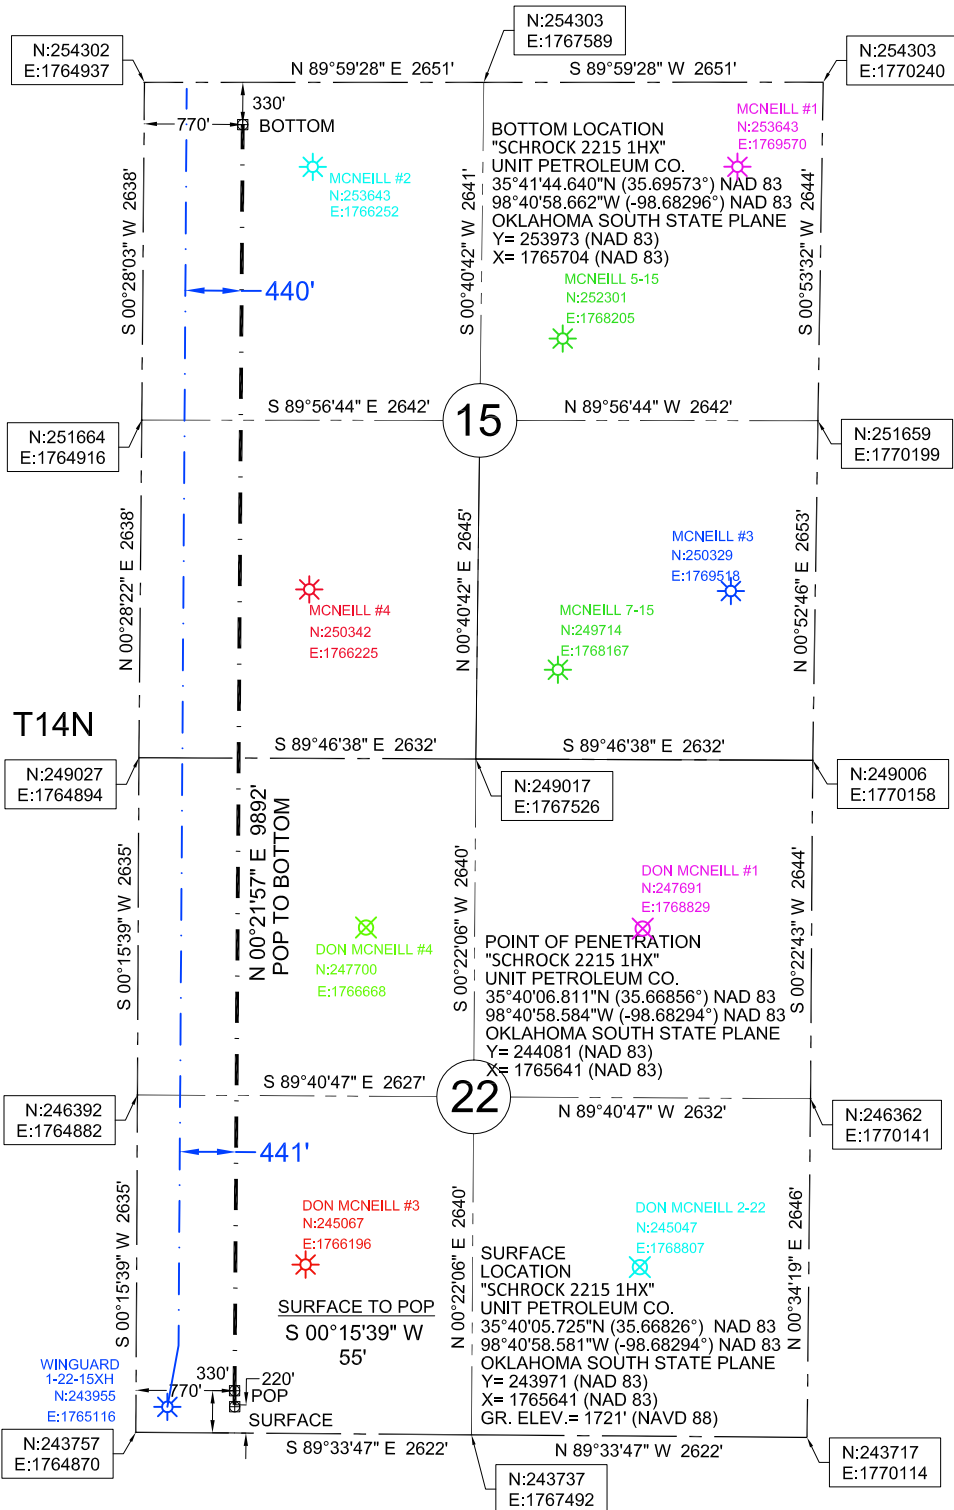 N:254303
E:1767589
N:254302
E:1764937
N:254303
E:1770240
N 89°59'28" E 2651'
S 89°59'28" W 2651'
330'
770'
BOTTOM
MCNEILL #1
N:253643
E:1769570
BOTTOM LOCATION
"SCHROCK 2215 1HX"
UNIT PETROLEUM CO.
35°41'44.640"N (35.69573°) NAD 83
98°40'58.662"W (-98.68296°) NAD 83
OKLAHOMA SOUTH STATE PLANE
Y= 253973 (NAD 83)
X= 1765704 (NAD 83)
MCNEILL #2
N:253643
E:1766252
S 00°28'03" W 2638'
S 00°40'42" W 2641'
S 00°53'32" W 2644'
440'
MCNEILL 5-15
N:252301
E:1768205
S 89°56'44" E 2642'
15
N 89°56'44" W 2642'
N:251664
E:1764916
N:251659
E:1770199
N 00°28'22" E 2638'
N 00°40'42" E 2645'
N 00°52'46" E 2653'
MCNEILL #3
N:250329
E:1769518
MCNEILL #4
N:250342
E:1766225
MCNEILL 7-15
N:249714
E:1768167
T14N
S 89°46'38" E 2632'
S 89°46'38" E 2632'
N:249027
E:1764894
N:249017
E:1767526
N:249006
E:1770158
N 00°21'57" E 9892'
POP TO BOTTOM
S 00°15'39" W 2635'
S 00°22'06" W 2640'
S 00°22'43" W 2644'
DON MCNEILL #1
N:247691
E:1768829
DON MCNEILL #4
N:247700
E:1766668
POINT OF PENETRATION
"SCHROCK 2215 1HX"
UNIT PETROLEUM CO.
35°40'06.811"N (35.66856°) NAD 83
98°40'58.584"W (-98.68294°) NAD 83
OKLAHOMA SOUTH STATE PLANE
Y= 244081 (NAD 83)
X= 1765641 (NAD 83)
S 89°40'47" E 2627'
22
N 89°40'47" W 2632'
N:246392
E:1764882
N:246362
E:1770141
441'
S 00°15'39" W 2635'
N 00°22'06" E 2640'
N 00°34'19" E 2646'
DON MCNEILL #3
N:245067
E:1766196
DON MCNEILL 2-22
N:245047
E:1768807
SURFACE
LOCATION
"SCHROCK 2215 1HX"
UNIT PETROLEUM CO.
35°40'05.725"N (35.66826°) NAD 83
98°40'58.581"W (-98.68294°) NAD 83
OKLAHOMA SOUTH STATE PLANE
Y= 243971 (NAD 83)
X= 1765641 (NAD 83)
GR. ELEV.= 1721' (NAVD 88)
SURFACE TO POP
S 00°15'39" W
55'
WINGUARD
1-22-15XH
N:243955
E:1765116
330'
770'
220'
POP
SURFACE
S 89°33'47" E 2622'
N 89°33'47" W 2622'
N:243757
E:1764870
N:243737
E:1767492
N:243717
E:1770114